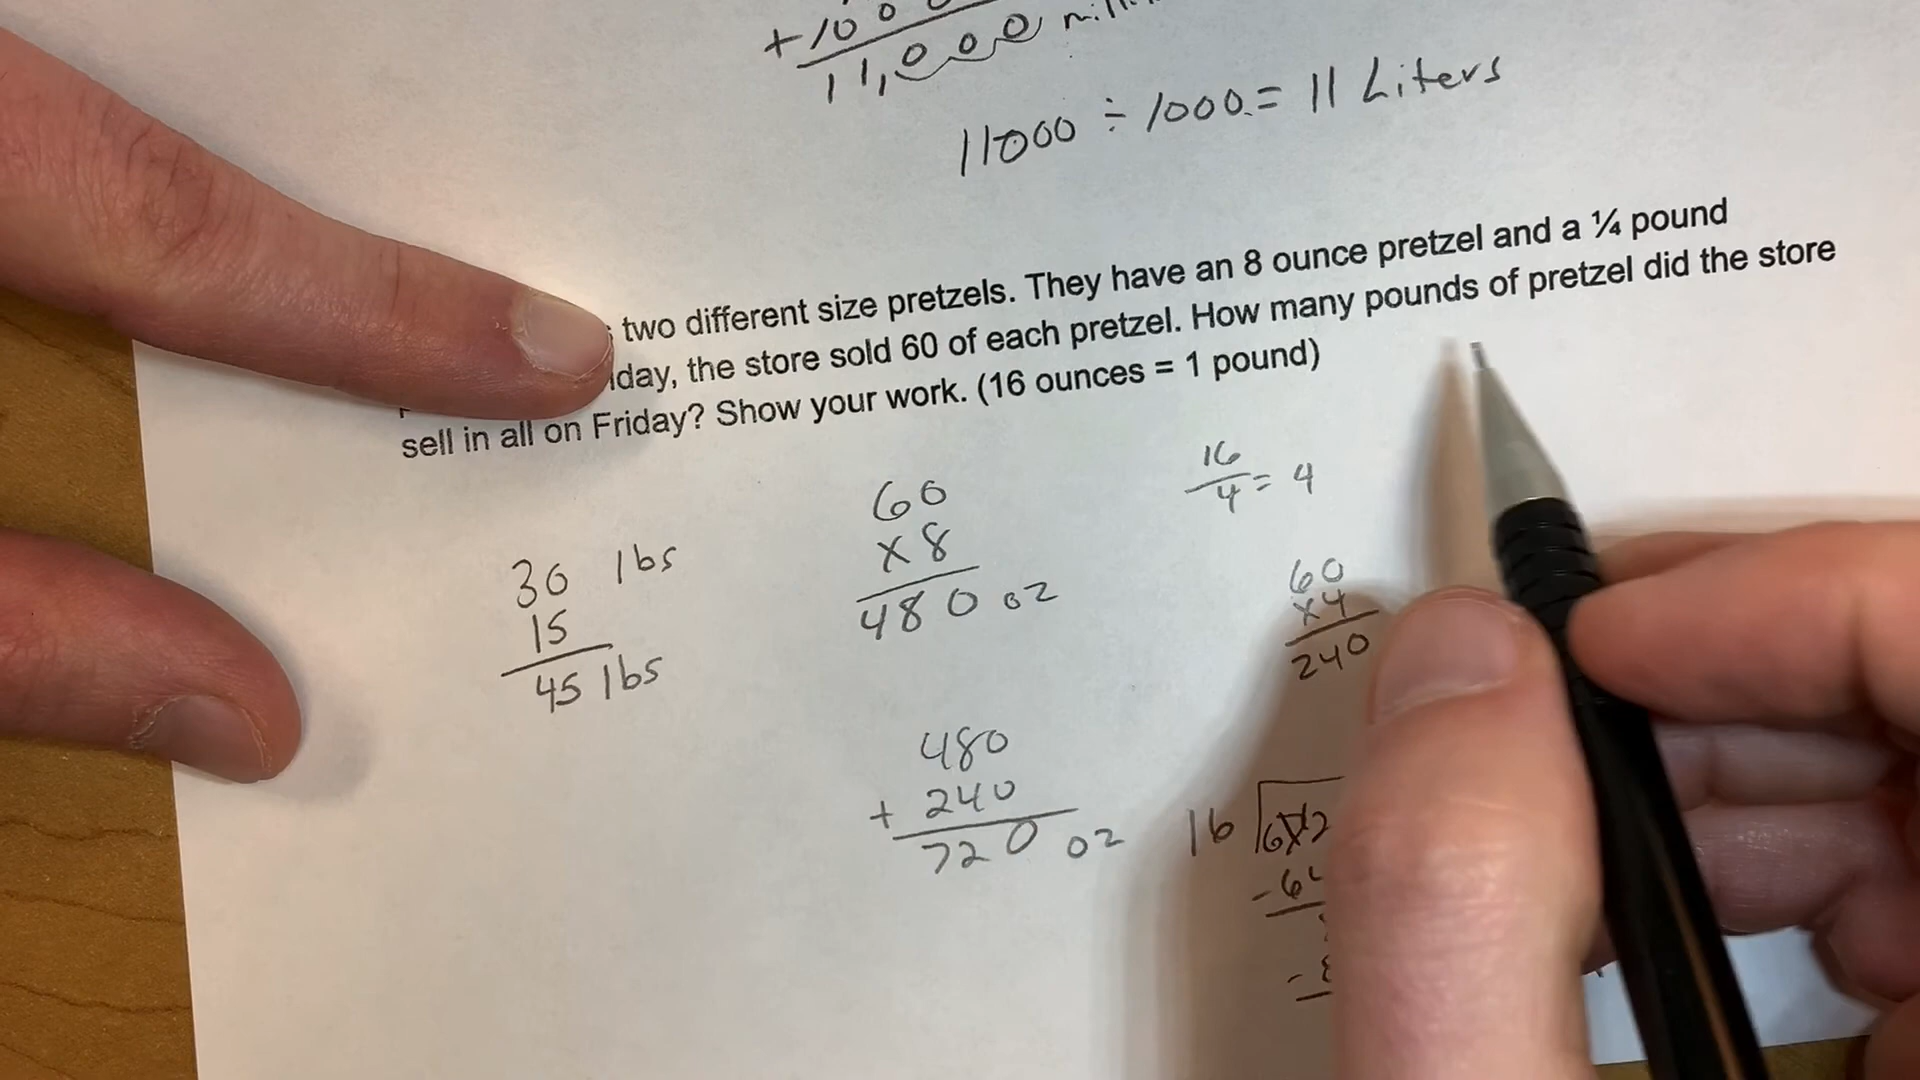 +10 0 0
11,000
11000 ÷ 1000 = 11 Liters
two different size pretzels. They have an 8 ounce pretzel and a ¼ pound
the store sold 60 of each pretzel. How many pounds of pretzel did the store
sell in all on Friday? Show your work. (16 ounces = 1 pound)
30 lbs
15
45 lbs
60
x 8
480 oz
16
/4 = 4
60
x4
240
480
+ 240
720 oz
16